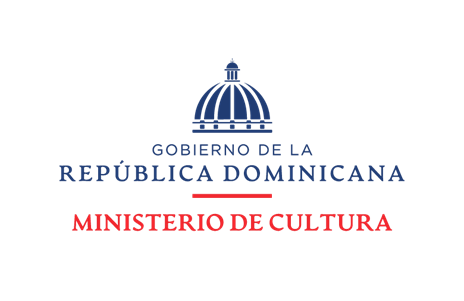 GOBIERNO DE LA
REPÚBLICA DOMINICANA
MINISTERIO DE CULTURA